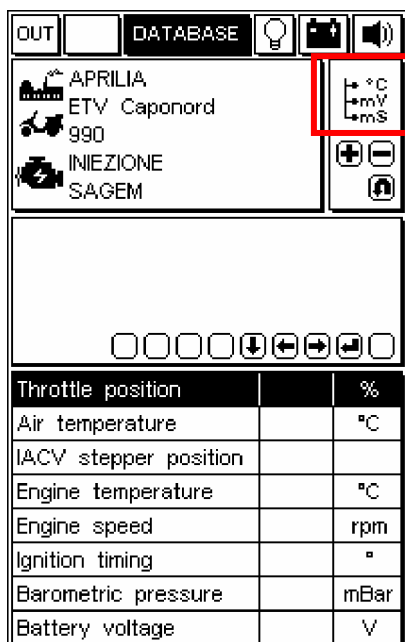 OUT DATABASE
APRILIA
ETV Caponord
990
INIEZIONE
SAGEM
°C
mV
mS
Throttle position %
Air temperature °C
IACV stepper position
Engine temperature °C
Engine speed rpm
Ignition timing °
Barometric pressure mBar
Battery voltage V